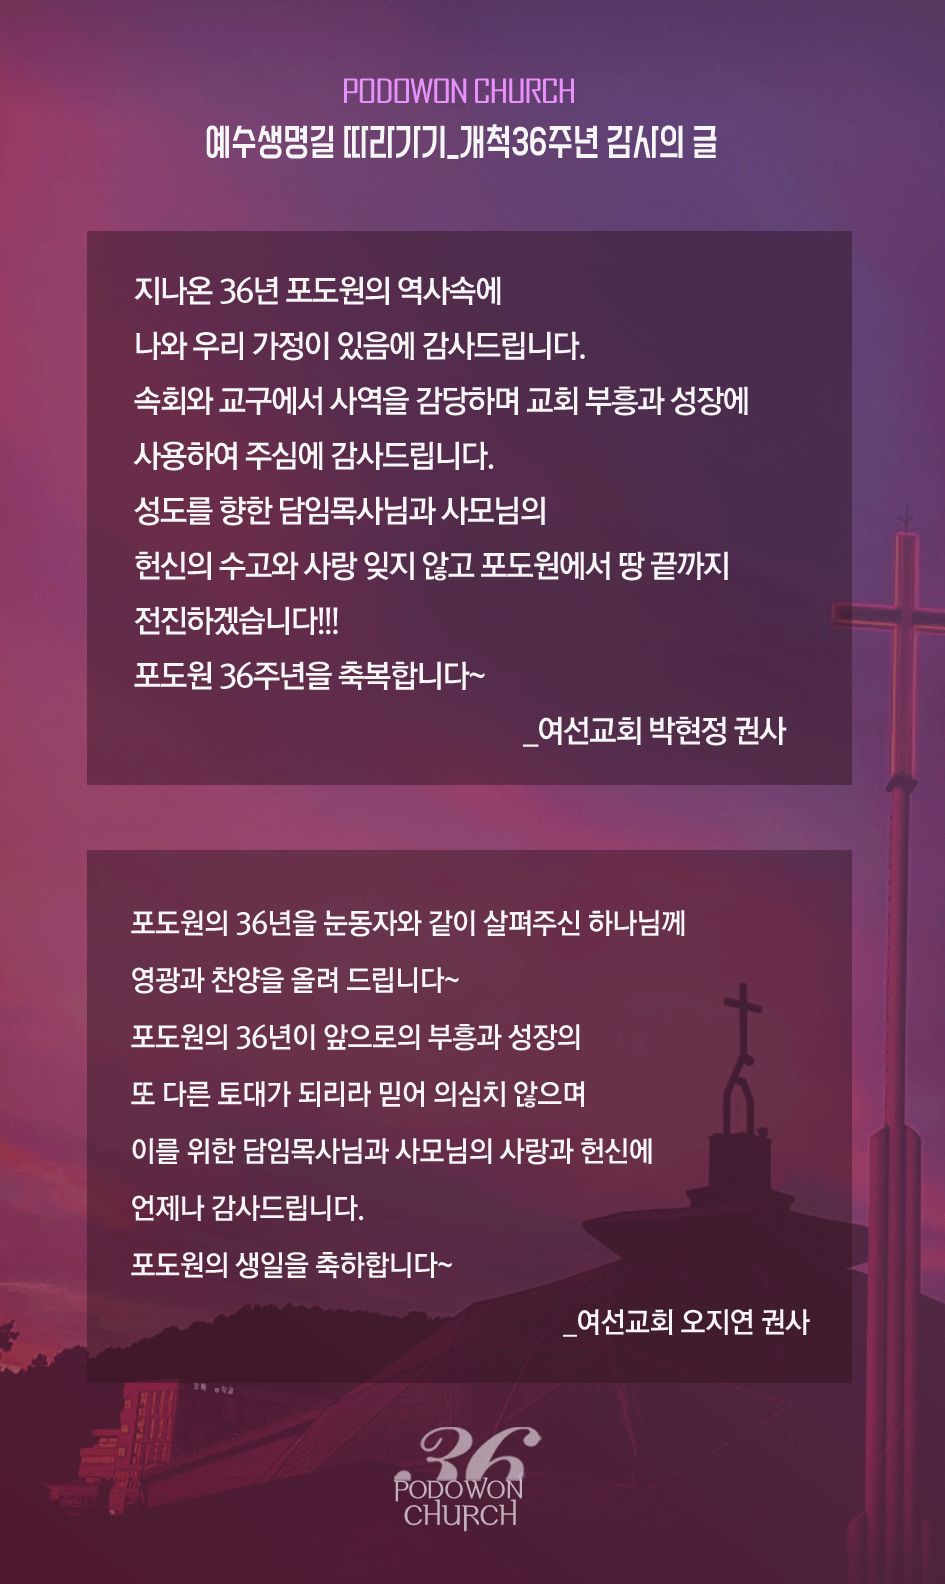 PODOWON CHURCH
예수생명길 따라가기_개척36주년 감사의 글
지나온 36년 포도원의 역사속에
나와 우리 가정이 있음에 감사드립니다.
속회와 교구에서 사역을 감당하며 교회 부흥과 성장에
사용하여 주심에 감사드립니다.
성도를 향한 담임목사님과 사모님의
헌신의 수고와 사랑 잊지 않고 포도원에서 땅 끝까지
전진하겠습니다!!!
포도원 36주년을 축복합니다~
_여선교회 박현정 권사
포도원의 36년을 눈동자와 같이 살펴주신 하나님께
영광과 찬양을 올려 드립니다~
포도원의 36년이 앞으로의 부흥과 성장의
또 다른 토대가 되리라 믿어 의심치 않으며
이를 위한 담임목사님과 사모님의 사랑과 헌신에
언제나 감사드립니다.
포도원의 생일을 축하합니다~
_여선교회 오지연 권사
36
PODOWON
CHURCH